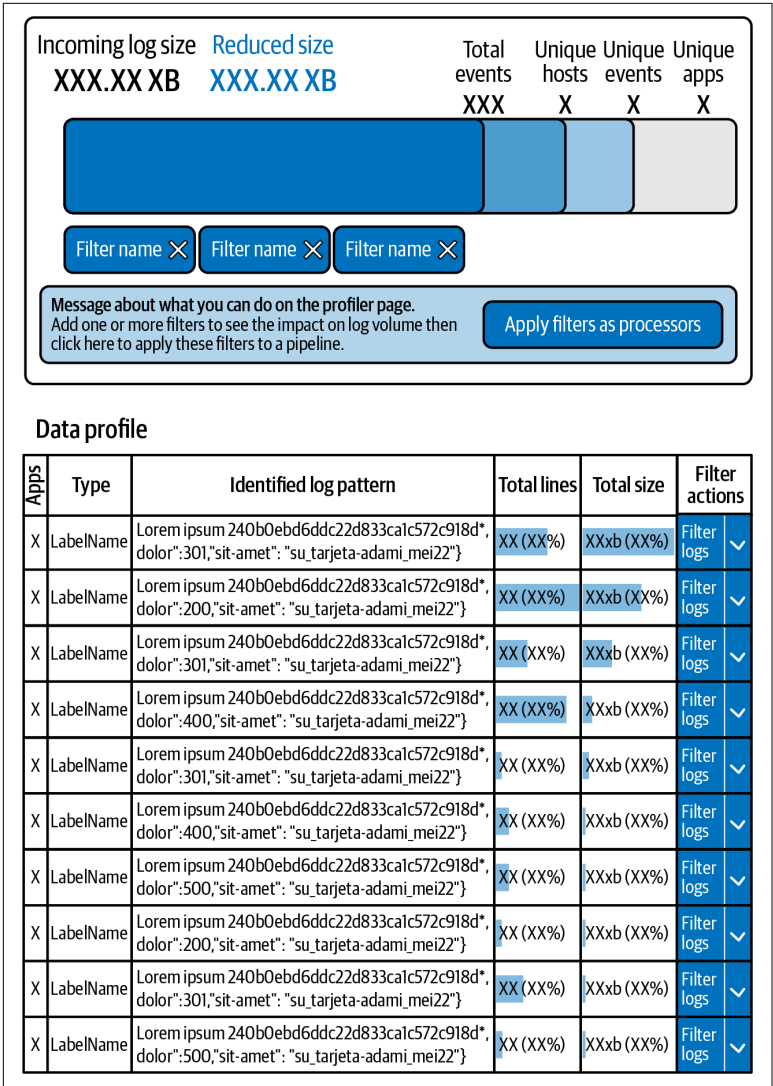 Incoming log size Reduced size Total events Unique hosts Unique events Unique apps
XXX.XX XB XXX.XX XB XXX X X X
Filter name Filter name Filter name
Message about what you can do on the profiler page.
Add one or more filters to see the impact on log volume then
click here to apply these filters to a pipeline.
Apply filters as processors
Data profile
Apps Type Identified log pattern Total lines Total size Filter actions
X LabelName Lorem ipsum 240b0ebd6ddc22d833ca1c572c918d*, XX (XX%) XXxb (XX%) Filter
dolor":301,"sit-amet": "su_tarjeta-adami_mei22"} logs
X LabelName Lorem ipsum 240b0ebd6ddc22d833ca1c572c918d*, XX (XX%) XXxb (XX%) Filter
dolor":200,"sit-amet": "su_tarjeta-adami_mei22"} logs
X LabelName Lorem ipsum 240b0ebd6ddc22d833ca1c572c918d*, XX (XX%) XXxb (XX%) Filter
dolor":301,"sit-amet": "su_tarjeta-adami_mei22"} logs
X LabelName Lorem ipsum 240b0ebd6ddc22d833ca1c572c918d*, XX (XX%) XXxb (XX%) Filter
dolor":400,"sit-amet": "su_tarjeta-adami_mei22"} logs
X LabelName Lorem ipsum 240b0ebd6ddc22d833ca1c572c918d*, XX (XX%) XXxb (XX%) Filter
dolor":301,"sit-amet": "su_tarjeta-adami_mei22"} logs
X LabelName Lorem ipsum 240b0ebd6ddc22d833ca1c572c918d*, XX (XX%) XXxb (XX%) Filter
dolor":400,"sit-amet": "su_tarjeta-adami_mei22"} logs
X LabelName Lorem ipsum 240b0ebd6ddc22d833ca1c572c918d*, XX (XX%) XXxb (XX%) Filter
dolor":500,"sit-amet": "su_tarjeta-adami_mei22"} logs
X LabelName Lorem ipsum 240b0ebd6ddc22d833ca1c572c918d*, XX (XX%) XXxb (XX%) Filter
dolor":200,"sit-amet": "su_tarjeta-adami_mei22"} logs
X LabelName Lorem ipsum 240b0ebd6ddc22d833ca1c572c918d*, XX (XX%) XXxb (XX%) Filter
dolor":301,"sit-amet": "su_tarjeta-adami_mei22"} logs
X LabelName Lorem ipsum 240b0ebd6ddc22d833ca1c572c918d*, XX (XX%) XXxb (XX%) Filter
dolor":500,"sit-amet": "su_tarjeta-adami_mei22"} logs